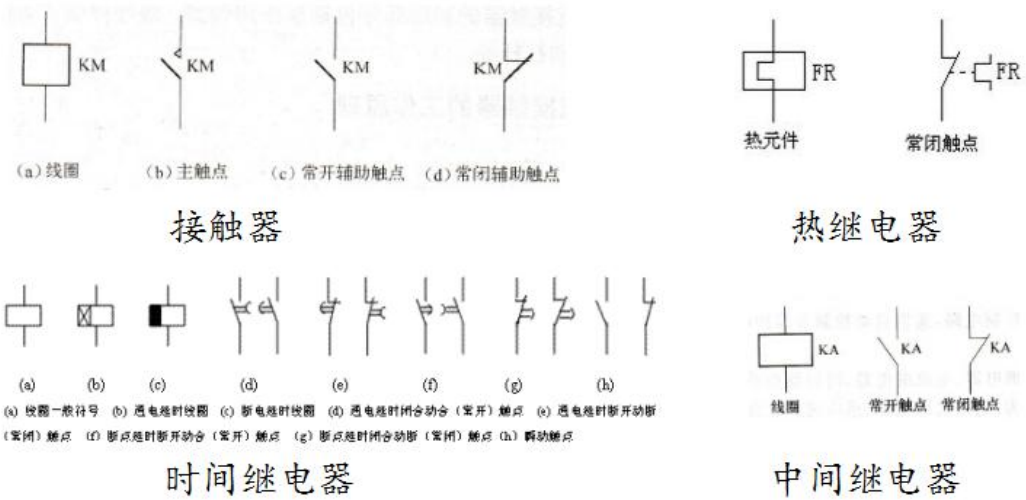 KM KM KM KM
(a)线圈 (b)主触点 (c)常开辅助触点 (d)常闭辅助触点
接触器
FR FR
热元件 常闭触点
热继电器
(a) (b) (c) (d) (e) (f) (g) (h)
(a) 线圈一般符号 (b) 通电延时线圈 (c) 断电延时线圈 (d) 通电延时闭合动合（常开）触点 (e) 通电延时断开动断
（常闭）触点 (f) 断点延时断开动合（常开）触点 (g) 断点延时闭合动断（常闭）触点 (h) 瞬动触点
时间继电器
KA KA KA
线圈 常开触点 常闭触点
中间继电器